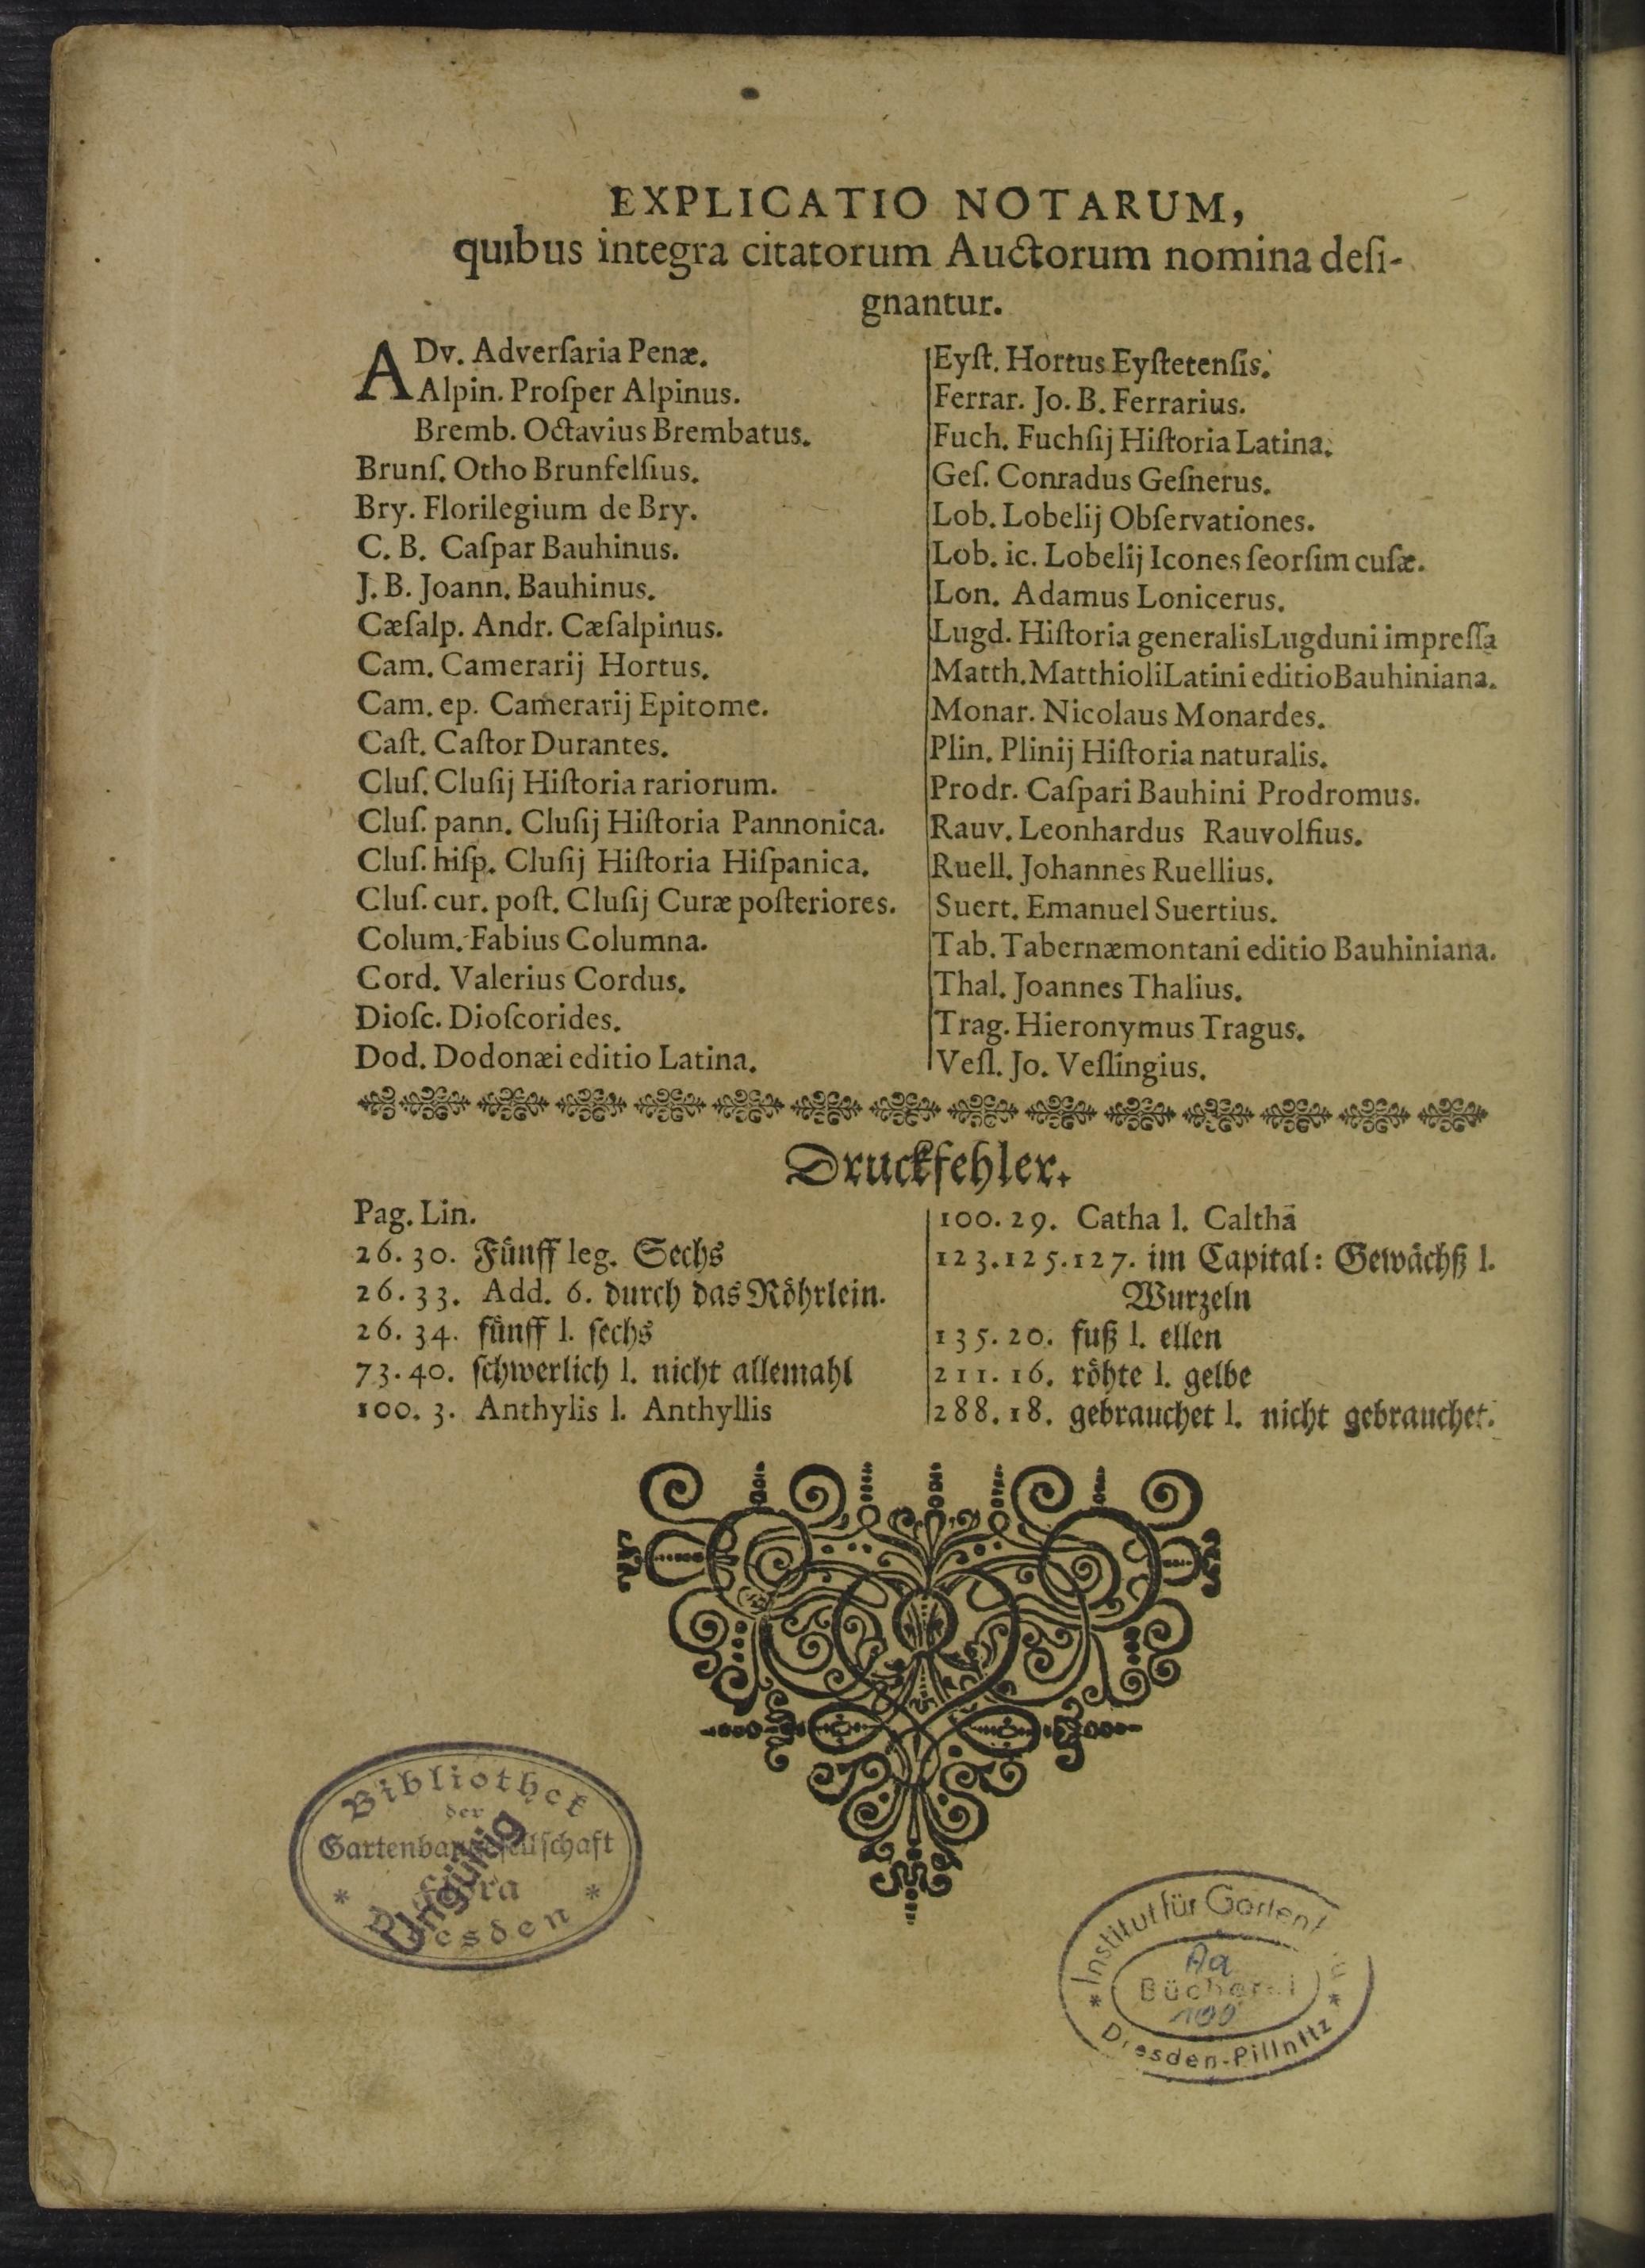 EXPLICATIO NOTARUM,
quibus integra citatorum Auctorum nomina deſi-
gnantur.
ADv. Adverſaria Penæ.
Alpin. Proſper Alpinus.
Bremb. Octavius Brembatus.
Brunſ. Otho Brunfelſius.
Bry. Florilegium de Bry.
C. B. Caſpar Bauhinus.
J. B. Joann. Bauhinus.
Cæſalp. Andr. Cæſalpinus.
Cam. Camerarij Hortus.
Cam. ep. Camerarij Epitome.
Caſt. Caſtor Durantes.
Cluſ. Cluſij Hiſtoria rariorum.
Cluſ. pann. Cluſij Hiſtoria Pannonica.
Cluſ. hiſp. Cluſij Hiſtoria Hiſpanica.
Cluſ. cur. poſt. Cluſij Curæ poſteriores.
Colum. Fabius Columna.
Cord. Valerius Cordus.
Dioſc. Dioſcorides.
Dod. Dodonæi editio Latina.
Eyſt. Hortus Eyſtetenſis.
Ferrar. Jo. B. Ferrarius.
Fuch. Fuchſij Hiſtoria Latina.
Geſ. Conradus Geſnerus.
Lob. Lobelij Obſervationes.
Lob. ic. Lobelij Icones ſeorſim cuſæ.
Lon. Adamus Lonicerus.
Lugd. Hiſtoria generalis Lugduni impreſſa
Matth. Matthioli Latini editio Bauhiniana.
Monar. Nicolaus Monardes.
Plin. Plinij Hiſtoria naturalis.
Prodr. Caſpari Bauhini Prodromus.
Rauv. Leonhardus Rauvolfius.
Ruell. Johannes Ruellius.
Suert. Emanuel Suertius.
Tab. Tabernæmontani editio Bauhiniana.
Thal. Joannes Thalius.
Trag. Hieronymus Tragus.
Veſl. Jo. Veſlingius.
Druckfehler.
Pag. Lin.
26. 30. Fünff leg. Sechs
26. 33. Add. 6. durch das Röhrlein.
26. 34. fünff l. ſechs
73. 40. ſchwerlich l. nicht allemahl
100. 3. Anthylis l. Anthyllis
100. 29. Catha l. Caltha
123. 125. 127. im Capital: Gewächß l.
Wurzeln
135. 20. fuß l. ellen
211. 16. röhte l. gelbe
288. 18. gebrauchet l. nicht gebrauchet.
Bibliothek
der
Gartenbaugesellschaft
Flora
Dresden
Ungültig
Institut für Gartenbau
Aa
Bücherei
100
Dresden-Pillnitz